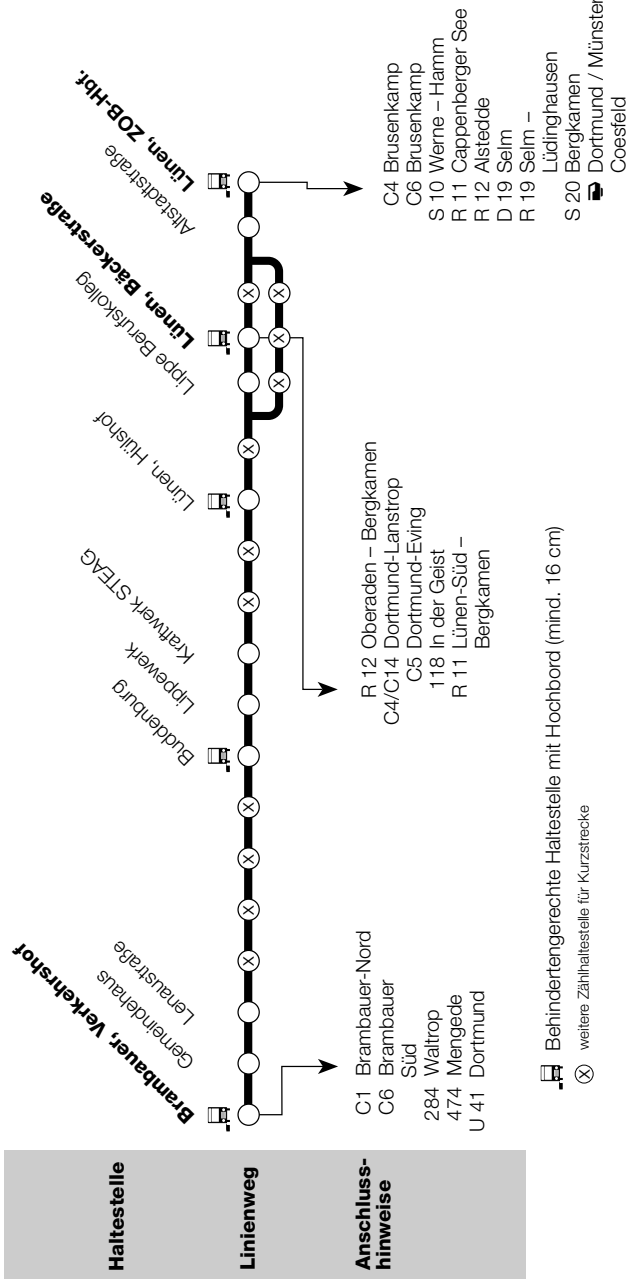 Haltestelle
Brambauer, Verkehrshof
Gemeindehaus
Lenaustraße
Buddenburg
Lippewerk
Kraftwerk STEAG
Lünen, Hülshof
Lippe Berufskolleg
Lünen, Bäckerstraße
Altstadtstraße
Lünen, ZOB-Hbf.
Linienweg
X
X
X
X
X
X
X
X
X
X
X
Anschluss-
hinweise
C1 Brambauer-Nord
C6 Brambauer
Süd
284 Waltrop
474 Mengede
U 41 Dortmund
R 12 Oberaden – Bergkamen
C4/C14 Dortmund-Lanstrop
C5 Dortmund-Eving
118 In der Geist
R 11 Lünen-Süd –
Bergkamen
C4 Brusenkamp
C6 Brusenkamp
S 10 Werne – Hamm
R 11 Cappenberger See
R 12 Alstedde
D 19 Selm
R 19 Selm –
Lüdinghausen
S 20 Bergkamen
Dortmund / Münster
Coesfeld
Behindertengerechte Haltestelle mit Hochbord (mind. 16 cm)
X weitere Zählhaltestelle für Kurzstrecke